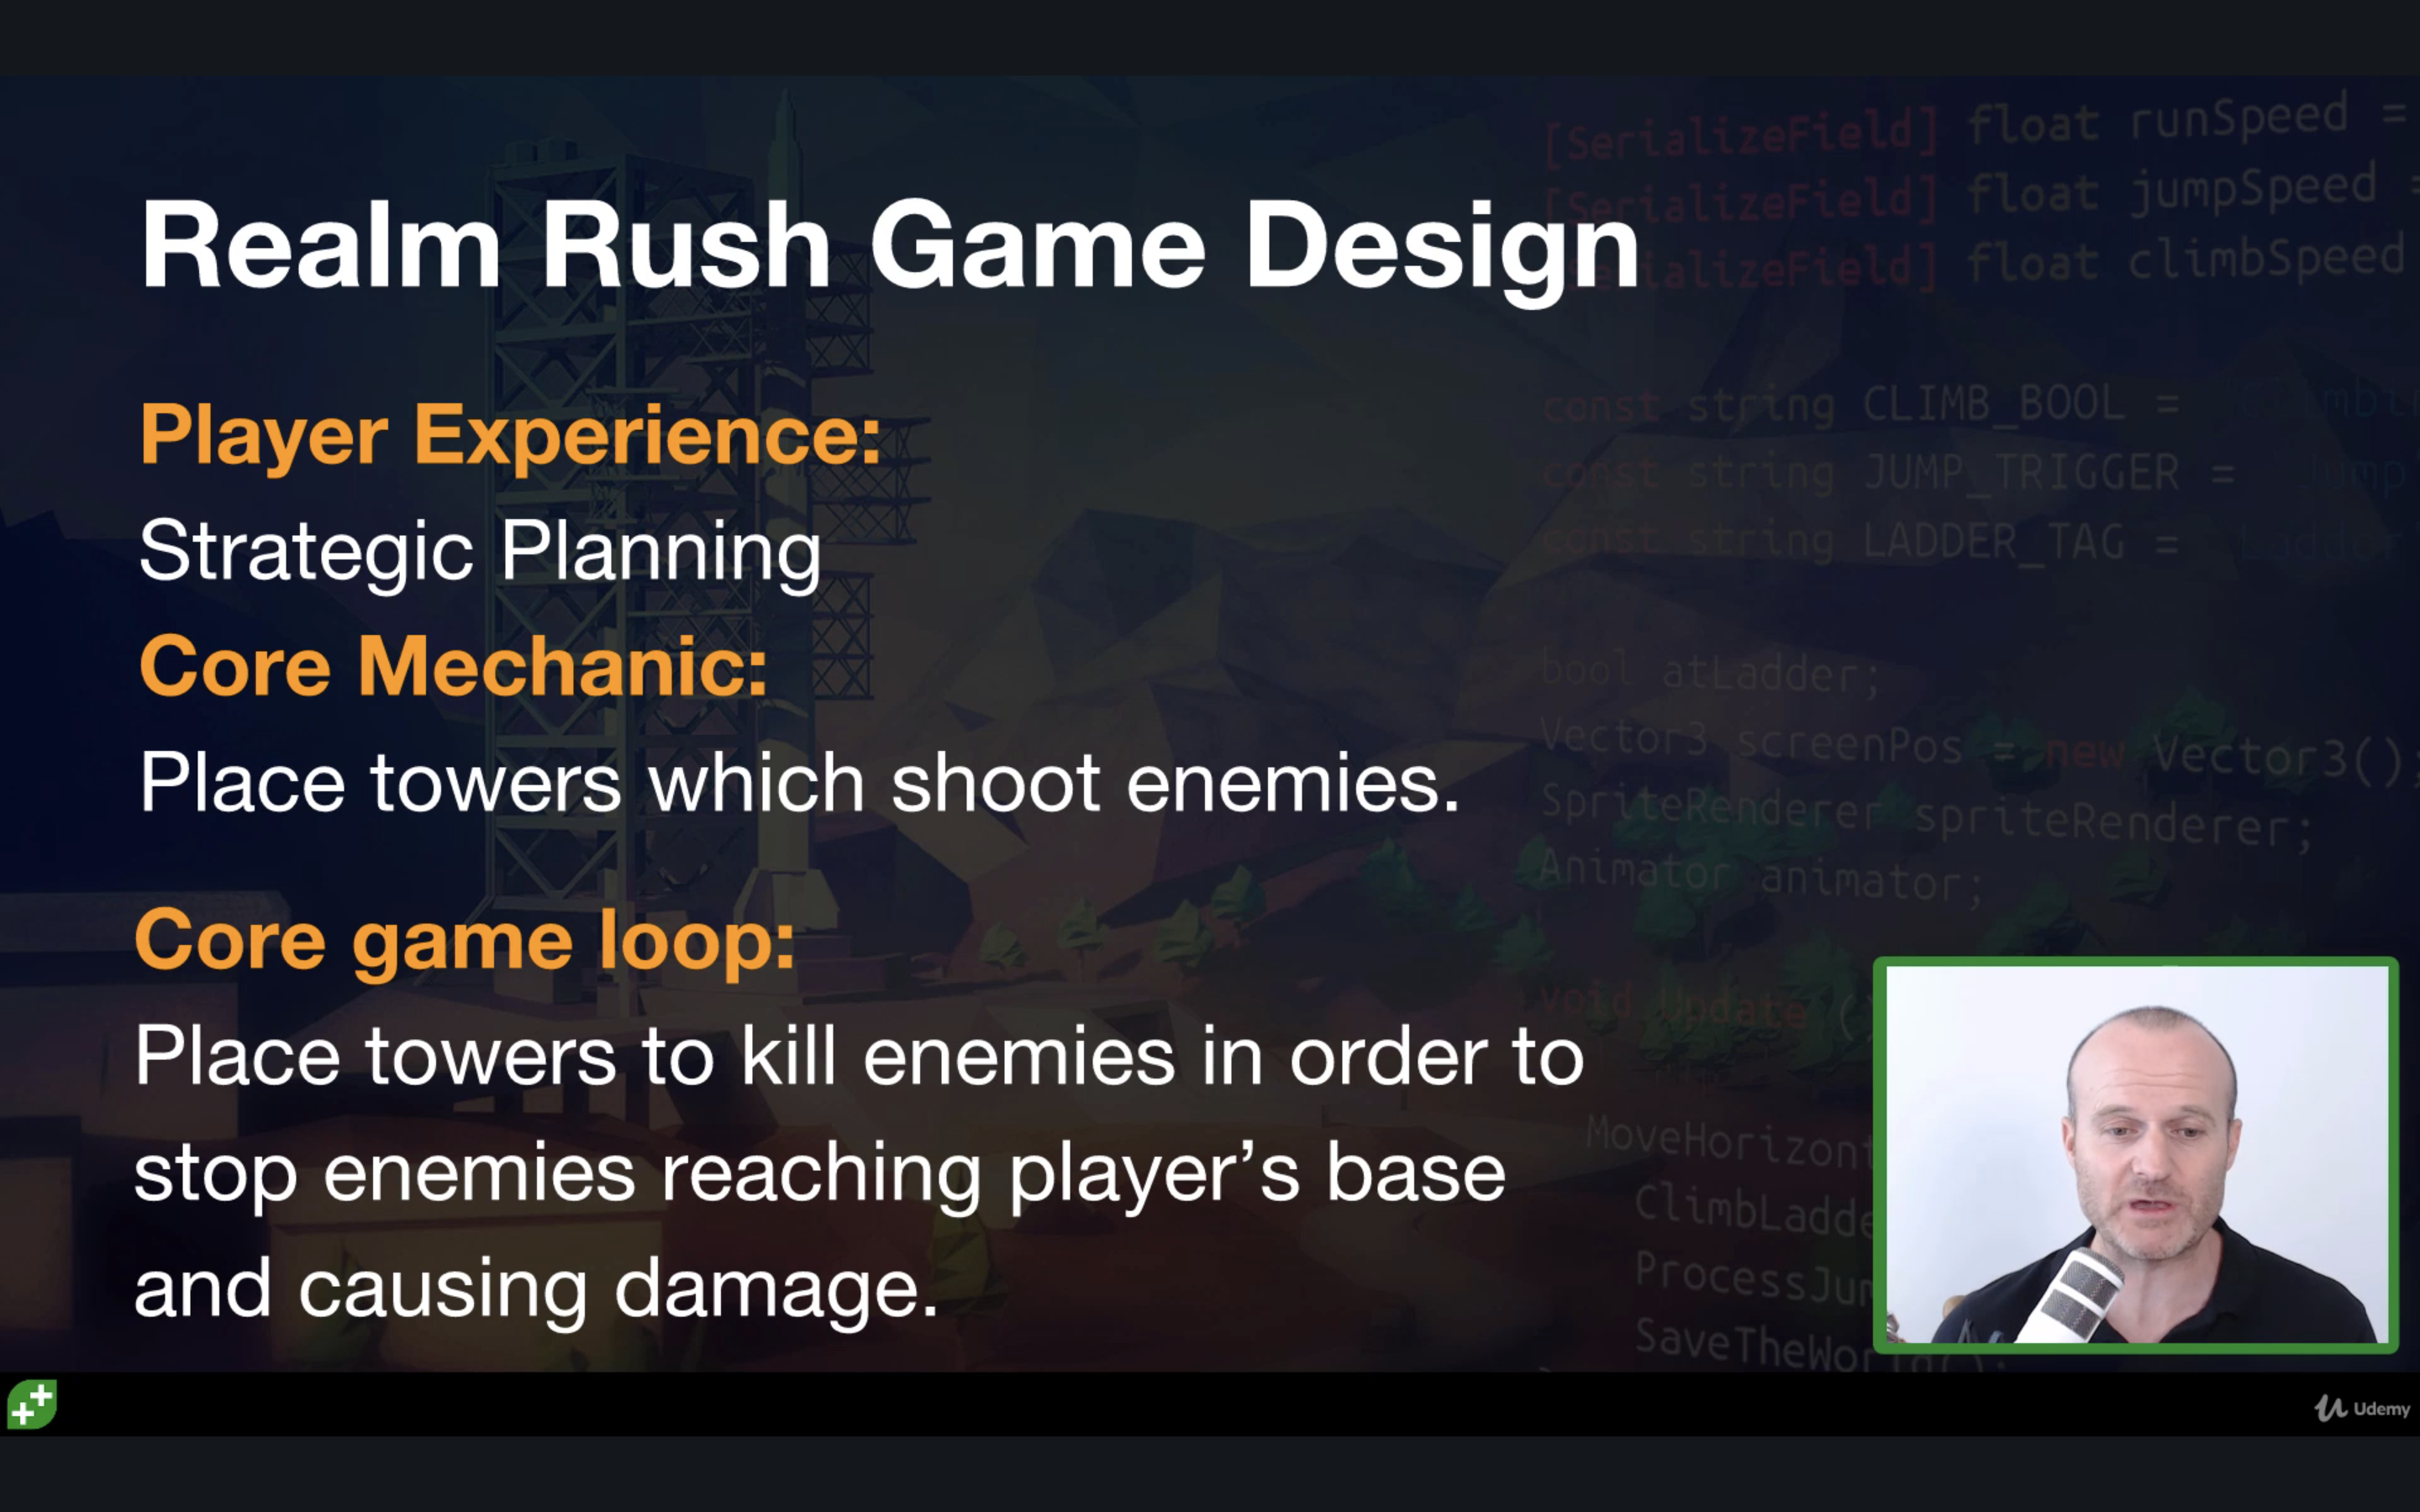 Realm Rush Game Design
Player Experience:
Strategic Planning
Core Mechanic:
Place towers which shoot enemies.
Core game loop:
Place towers to kill enemies in order to
stop enemies reaching player’s base
and causing damage.
[SerializeField] float runSpeed =
[SerializeField] float jumpSpeed =
float climbSpeed
const string CLIMB_BOOL =
const string JUMP_TRIGGER =
const string LADDER_TAG =
bool atLadder;
Vector3 screenPos = new Vector3();
SpriteRenderer spriteRenderer;
Animator animator;
void Update (
Udemy